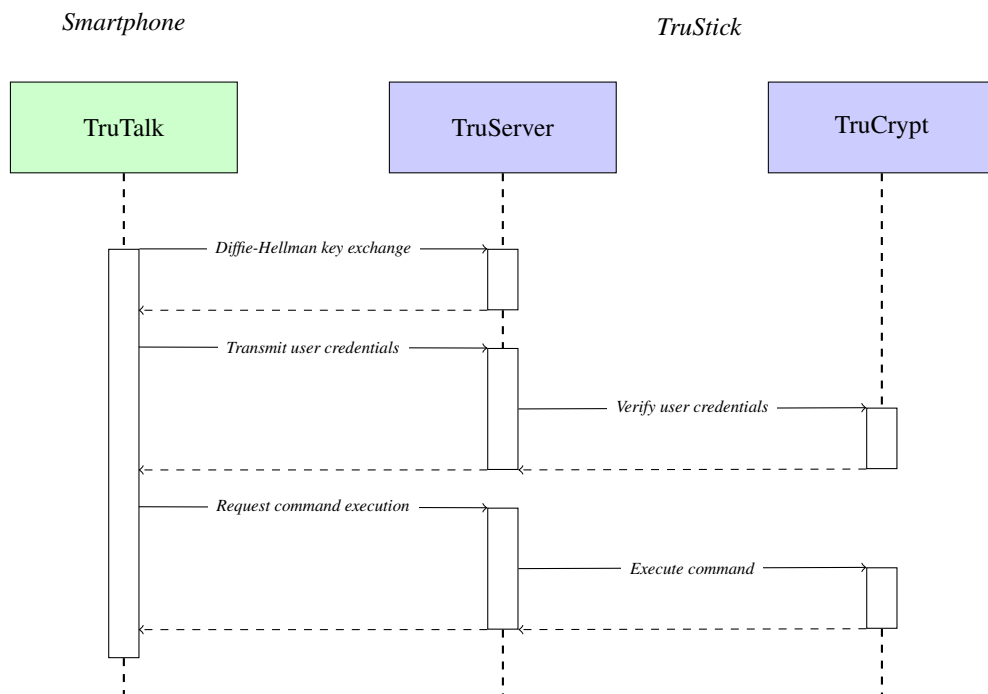 Smartphone
TruStick
TruTalk
TruServer
TruCrypt
Diffie-Hellman key exchange
Transmit user credentials
Verify user credentials
Request command execution
Execute command